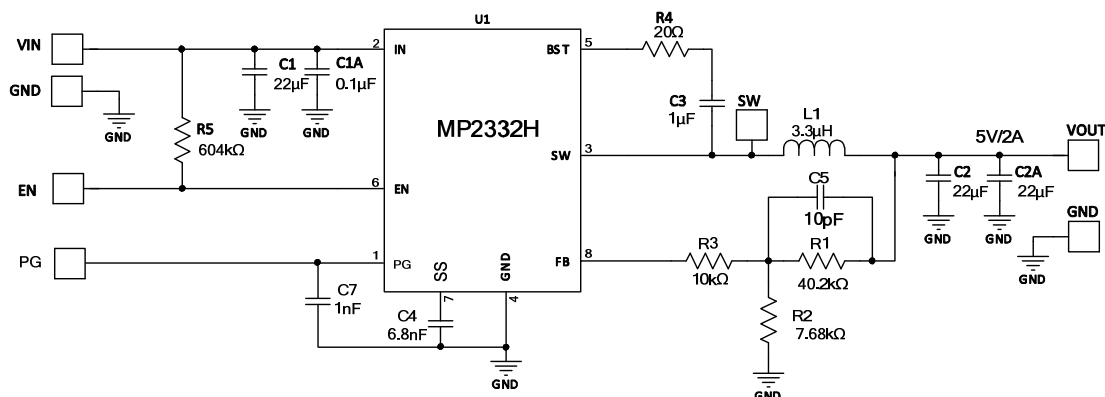 U1
VIN
2
IN
C1
22μF
C1A
0.1μF
GND
GND
GND
GND
R5
604kΩ
EN
6
EN
PG
1
PG
C7
1nF
SS
7
GND
4
C4
6.8nF
GND
MP2332H
BST
5
R4
20Ω
C3
1μF
SW
SW
3
L1
3.3μH
5V/2A
VOUT
C2
22μF
C2A
22μF
GND
GND
GND
GND
C5
10pF
FB
8
R3
10kΩ
R1
40.2kΩ
R2
7.68kΩ
GND